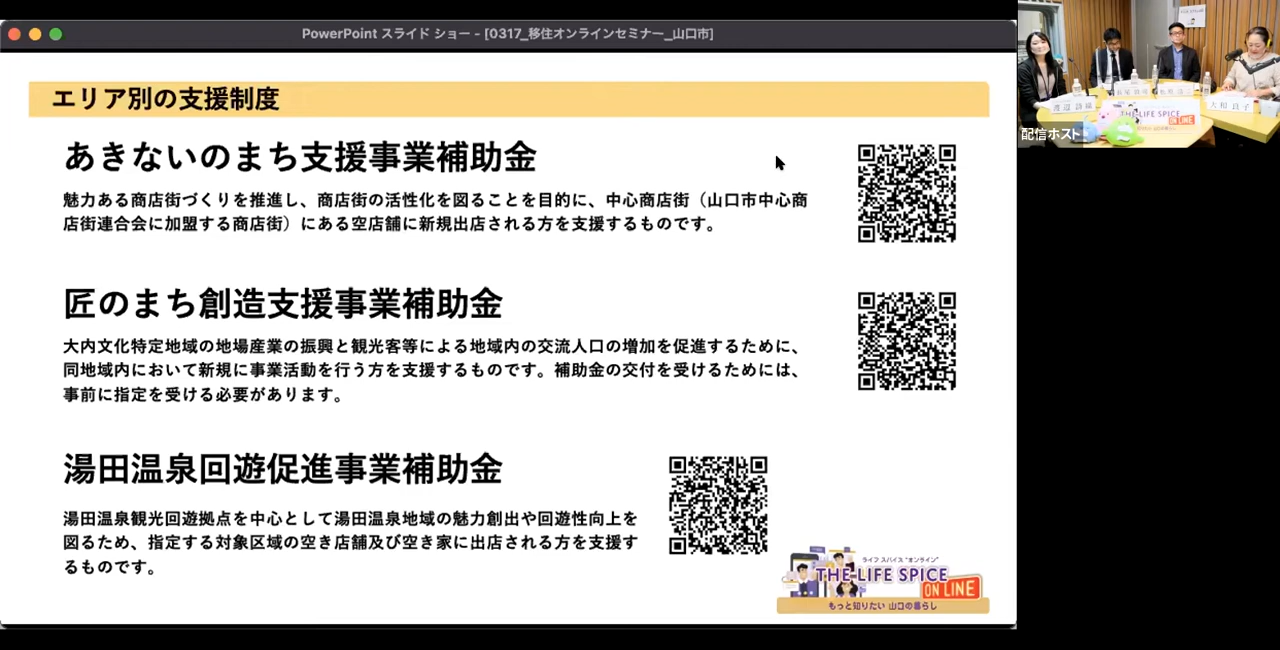 PowerPoint スライド ショー - [0317_移住オンラインセミナー_山口市]
エリア別の支援制度
あきないのまち支援事業補助金
魅力ある商店街づくりを推進し、商店街の活性化を図ることを目的に、中心商店街（山口市中心商
店街連合会に加盟する商店街）にある空店舗に新規出店される方を支援するものです。
匠のまち創造支援事業補助金
大内文化特定地域の地場産業の振興と観光客等による地域内の交流人口の増加を促進するために、
同地域内において新規に事業活動を行う方を支援するものです。補助金の交付を受けるためには、
事前に指定を受ける必要があります。
湯田温泉回遊促進事業補助金
湯田温泉観光回遊拠点を中心として湯田温泉地域の魅力創出や回遊性向上を
図るため、指定する対象区域の空き店舗及び空き家に出店される方を支援す
るものです。
ライフ スパイス "オンライン"
THE LIFE SPICE
ON LINE
もっと知りたい 山口の暮らし
大和 良子
THE LIFE SPICE
ON LINE
配信ホスト